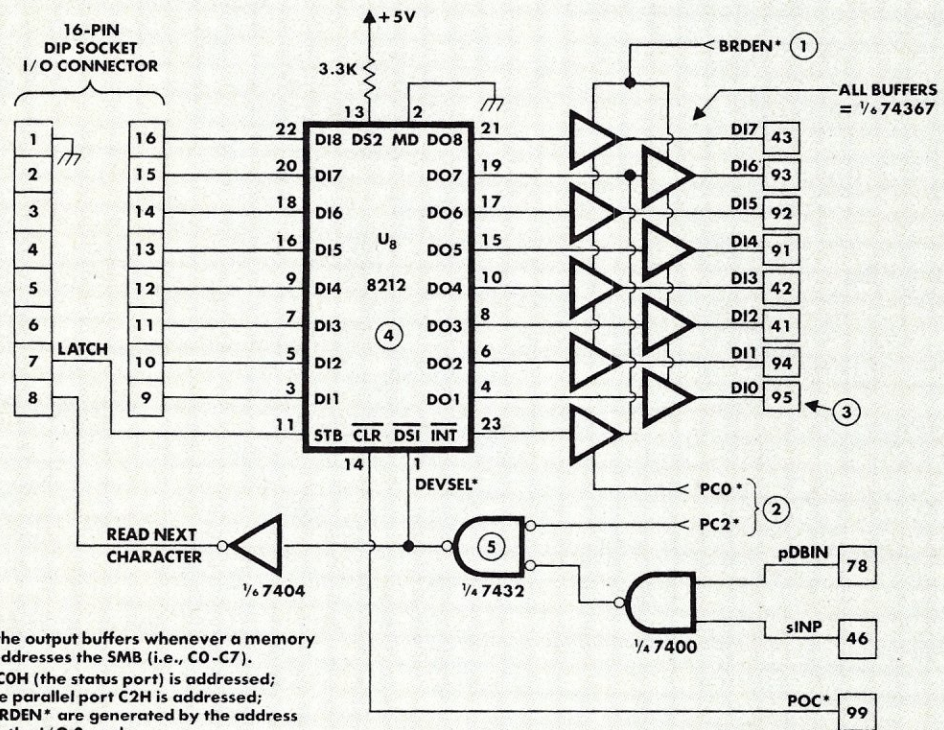 16-PIN
DIP SOCKET
I/O CONNECTOR
+5V
3.3K
13 2
BRDEN* 1
ALL BUFFERS
= 1/6 74367
1 16
2 15
3 14
4 13
5 12
6 11
7 10
8 9
LATCH
22 DI8 DS2 MD DO8 21
20 DI7 DO7 19
18 DI6 DO6 17
16 DI5 DO5 15
9 DI4 DO4 10
7 DI3 DO3 8
5 DI2 DO2 6
3 DI1 DO1 4
11 STB CLR DSI INT 23
U8
8212
4
14 1
DEVSEL*
DI7 43
DI6 93
DI5 92
DI4 91
DI3 42
DI2 41
DI1 94
DI0 95
3
PC0*
PC2*
2
READ NEXT
CHARACTER
1/6 7404
5
1/4 7432
1/4 7400
pDBIN 78
sINP 46
POC* 99
the output buffers whenever a memory
ddresses the SMB (i.e., C0-C7).
C0H (the status port) is addressed;
e parallel port C2H is addressed;
RDEN* are generated by the address